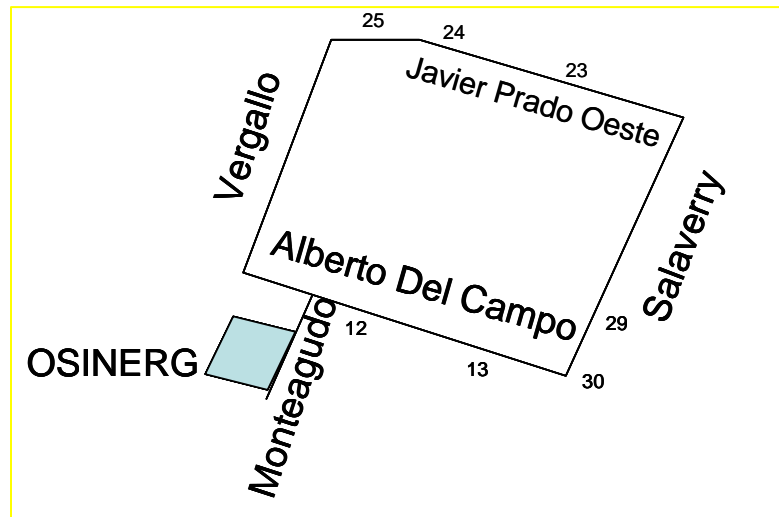 25
24
23
Javier Prado Oeste
Vergallo
Salaverry
Alberto Del Campo
29
12
13
30
OSINERG
Monteagudo